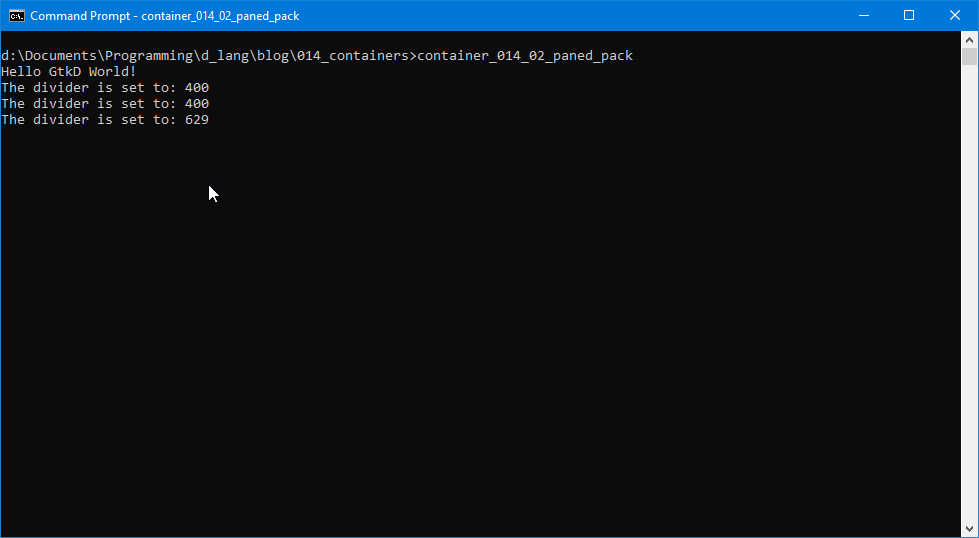 Command Prompt - container_014_02_paned_pack
d:\Documents\Programming\d_lang\blog\014_containers>container_014_02_paned_pack
Hello GtkD World!
The divider is set to: 400
The divider is set to: 400
The divider is set to: 629